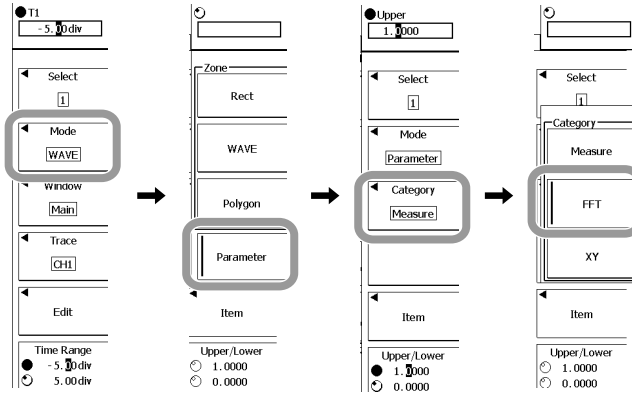 T1
-5.00div
Select
1
Mode
WAVE
Window
Main
Trace
CH1
Edit
Time Range
-5.00div
5.00div
Zone
Rect
WAVE
Polygon
Parameter
Item
Upper/Lower
1.0000
0.0000
Upper
1.0000
Select
1
Mode
Parameter
Category
Measure
Item
Upper/Lower
1.0000
0.0000
Select
1
Category
Measure
FFT
XY
Item
Upper/Lower
1.0000
0.0000